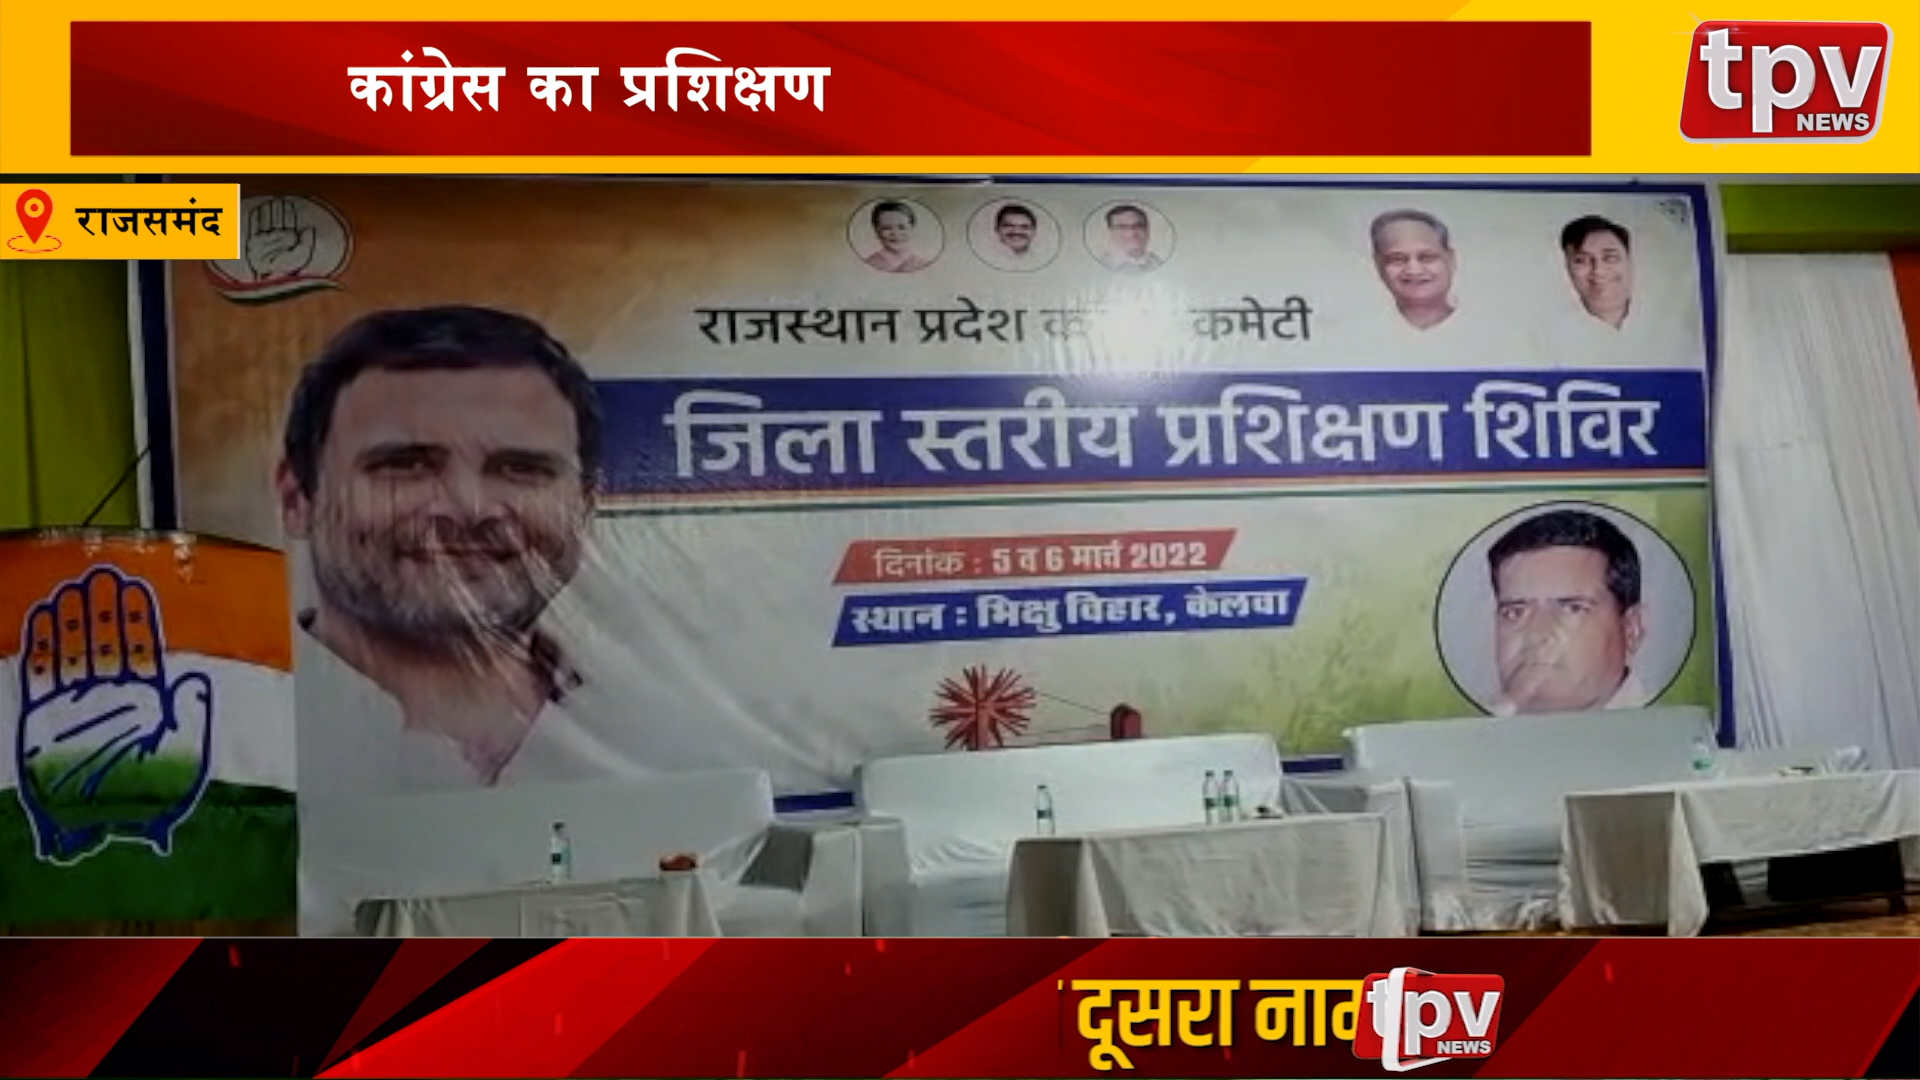 कांग्रेस का प्रशिक्षण
tpv
NEWS
राजसमंद
राजस्थान प्रदेश कमेटी
जिला स्तरीय प्रशिक्षण शिविर
दिनांक : 5 व 6 मार्च 2022
स्थान : भिक्षु विहार, केलवा
दूसरा नाम
tpv
NEWS